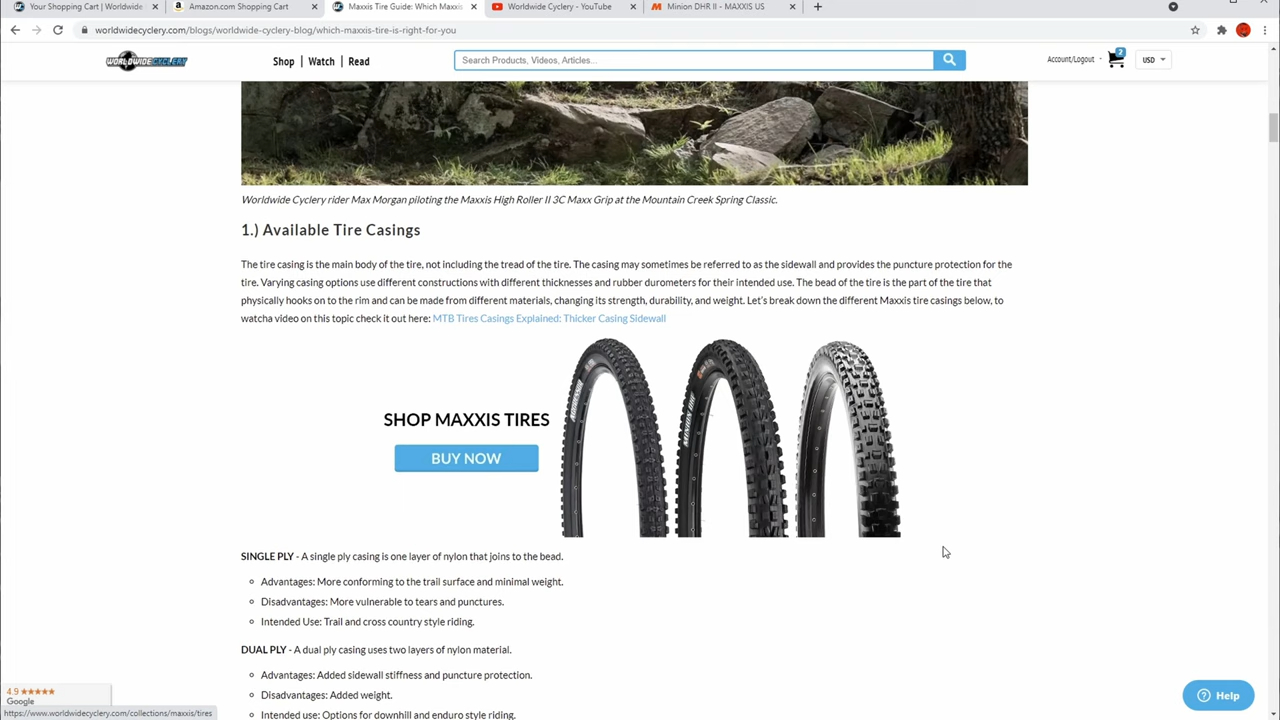 Your Shopping Cart | Worldwide
Amazon.com Shopping Cart
Maxxis Tire Guide: Which Maxxis
Worldwide Cyclery - YouTube
Minion DHR II - MAXXIS US
worldwidecyclery.com/blogs/worldwide-cyclery-blog/which-maxxis-tire-is-right-for-you
WORLDWIDE CYCLERY
Shop | Watch | Read
Search Products, Videos, Articles...
Account/Logout
2
USD
Worldwide Cyclery rider Max Morgan piloting the Maxxis High Roller II 3C Maxx Grip at the Mountain Creek Spring Classic.
1.) Available Tire Casings
The tire casing is the main body of the tire, not including the tread of the tire. The casing may sometimes be referred to as the sidewall and provides the puncture protection for the
tire. Varying casing options use different constructions with different thicknesses and rubber durometers for their intended use. The bead of the tire is the part of the tire that
physically hooks on to the rim and can be made from different materials, changing its strength, durability, and weight. Let's break down the different Maxxis tire casings below, to
watcha video on this topic check it out here: MTB Tires Casings Explained: Thicker Casing Sidewall
SHOP MAXXIS TIRES
BUY NOW
AGGRESSOR
MINION DHF
SINGLE PLY - A single ply casing is one layer of nylon that joins to the bead.
Advantages: More conforming to the trail surface and minimal weight.
Disadvantages: More vulnerable to tears and punctures.
Intended Use: Trail and cross country style riding.
DUAL PLY - A dual ply casing uses two layers of nylon material.
Advantages: Added sidewall stiffness and puncture protection.
Disadvantages: Added weight.
Intended use: Options for downhill and enduro style riding.
4.9 ★★★★★
Google
https://www.worldwidecyclery.com/collections/maxxis/tires
Help